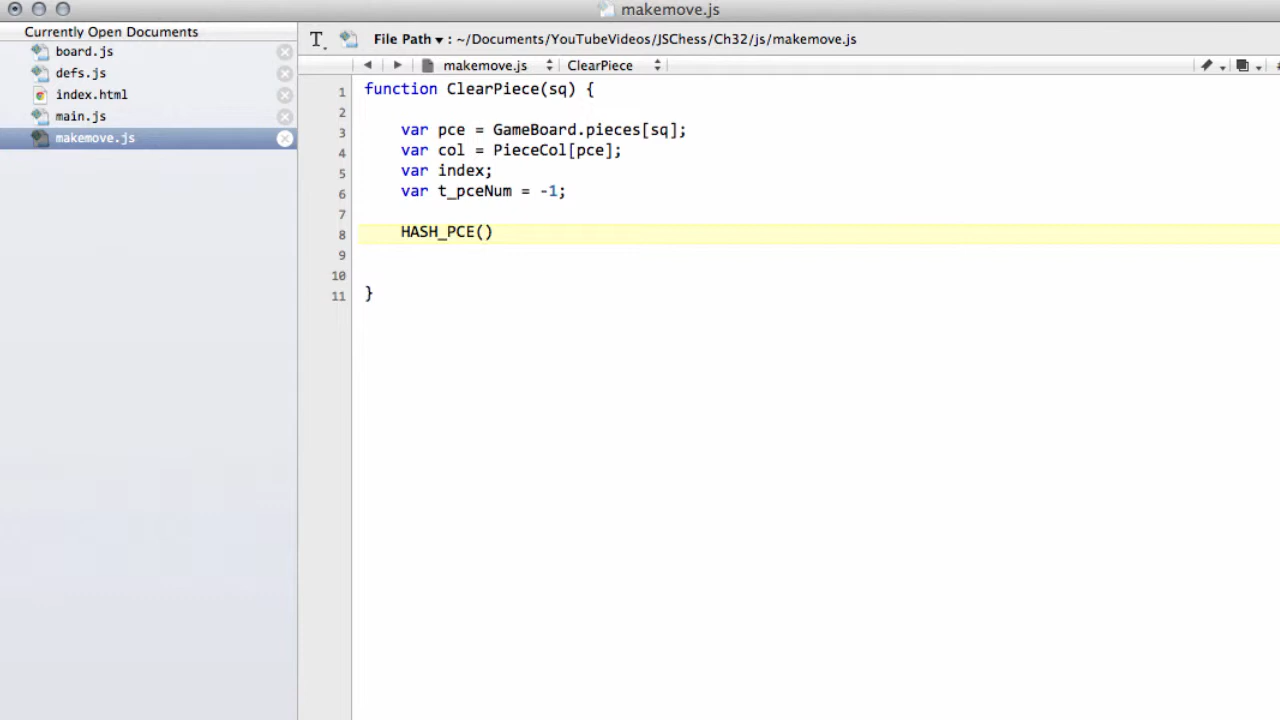 makemove.js
Currently Open Documents
board.js
defs.js
index.html
main.js
makemove.js
T. File Path ▾ : ~/Documents/YouTubeVideos/JSChess/Ch32/js/makemove.js
makemove.js ClearPiece
1 function ClearPiece(sq) {
2
3 var pce = GameBoard.pieces[sq];
4 var col = PieceCol[pce];
5 var index;
6 var t_pceNum = -1;
7
8 HASH_PCE()
9
10
11 }